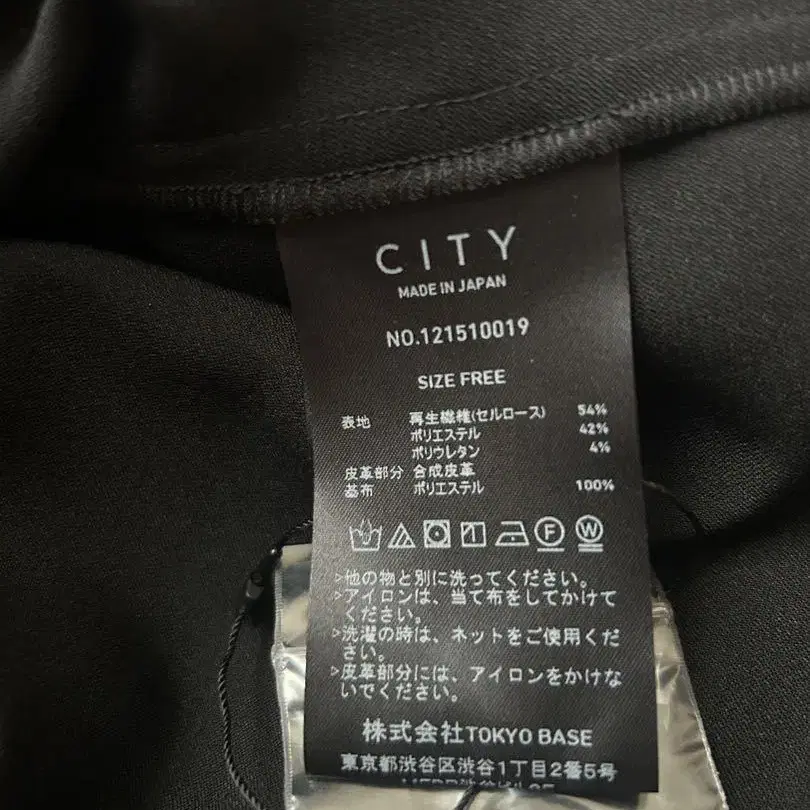 CITY
MADE IN JAPAN
NO.121510019
SIZE FREE
表地 再生繊維(セルロース) 54%
ポリエステル 42%
ポリウレタン 4%
皮革部分 合成皮革
基布 ポリエステル 100%
F W
▷他の物と別に洗ってください。
▷アイロンは、当て布をしてかけて
ください。
▷洗濯の時は、ネットをご使用くだ
さい。
▷皮革部分には、アイロンをかけな
いでください。
株式会社TOKYO BASE
東京都渋谷区渋谷1丁目2番5号